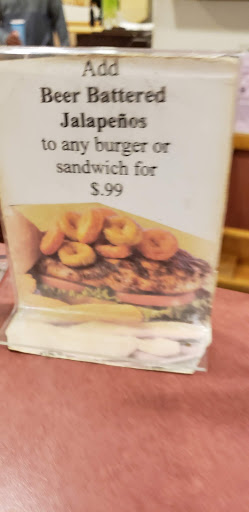 Add
Beer Battered
Jalapeños
to any burger or
sandwich for
$.99